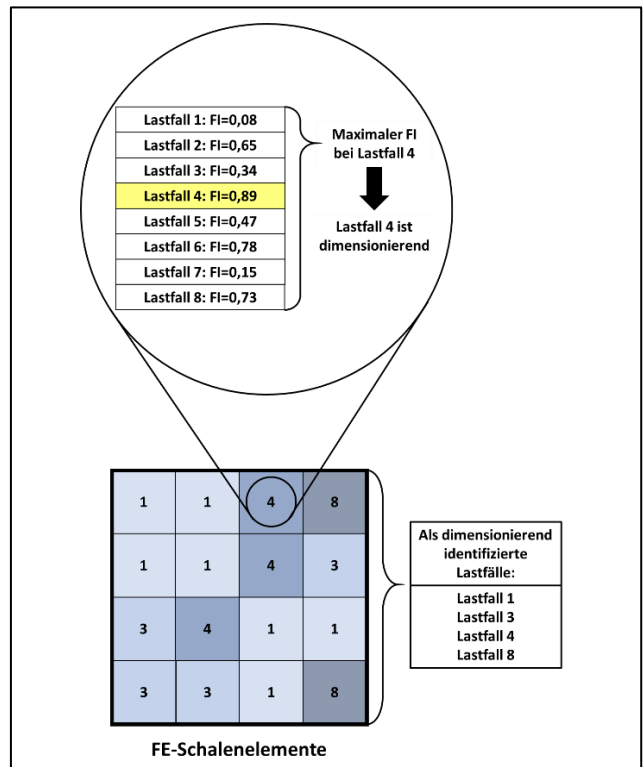 Lastfall 1: FI=0,08
Lastfall 2: FI=0,65
Lastfall 3: FI=0,34
Lastfall 4: FI=0,89
Lastfall 5: FI=0,47
Lastfall 6: FI=0,78
Lastfall 7: FI=0,15
Lastfall 8: FI=0,73
Maximaler FI
bei Lastfall 4
Lastfall 4 ist
dimensionierend
1 1 4 8
1 1 4 3
3 4 1 1
3 3 1 8
FE-Schalenelemente
Als dimensionierend
identifizierte
Lastfälle:
Lastfall 1
Lastfall 3
Lastfall 4
Lastfall 8